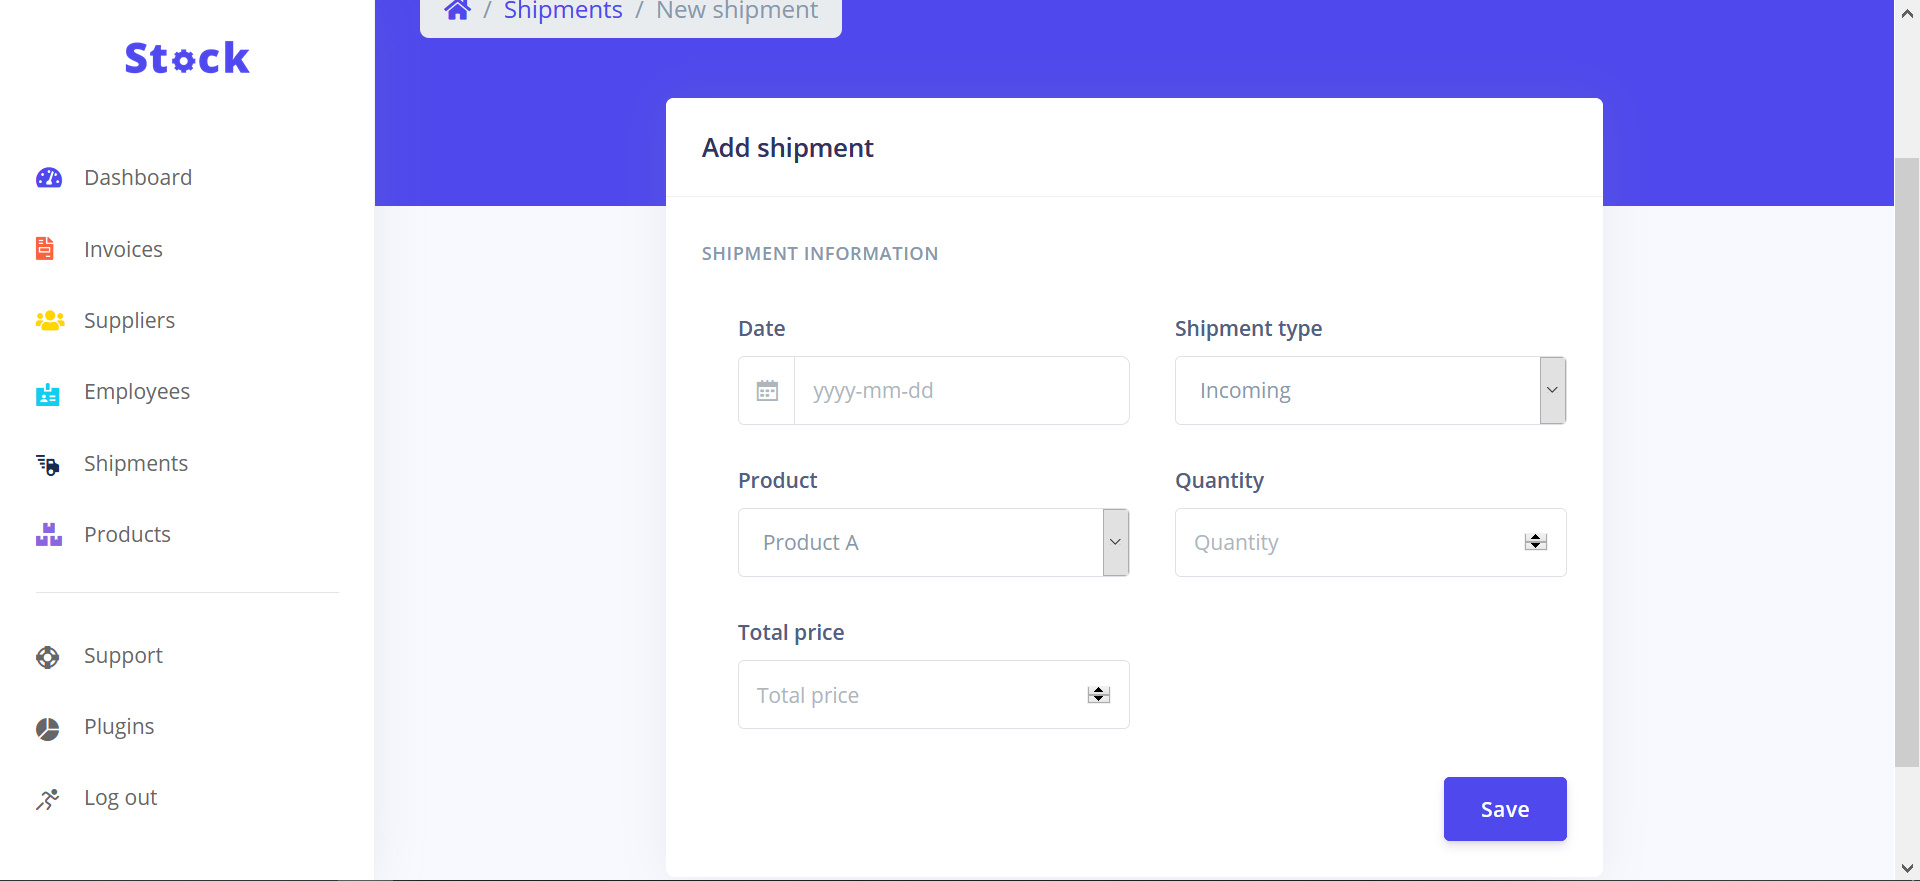 Stock
Dashboard
Invoices
Suppliers
Employees
Shipments
Products
Support
Plugins
Log out
/ Shipments / New shipment
Add shipment
SHIPMENT INFORMATION
Date
Shipment type
yyyy-mm-dd
Incoming
Product
Quantity
Product A
Quantity
Total price
Total price
Save